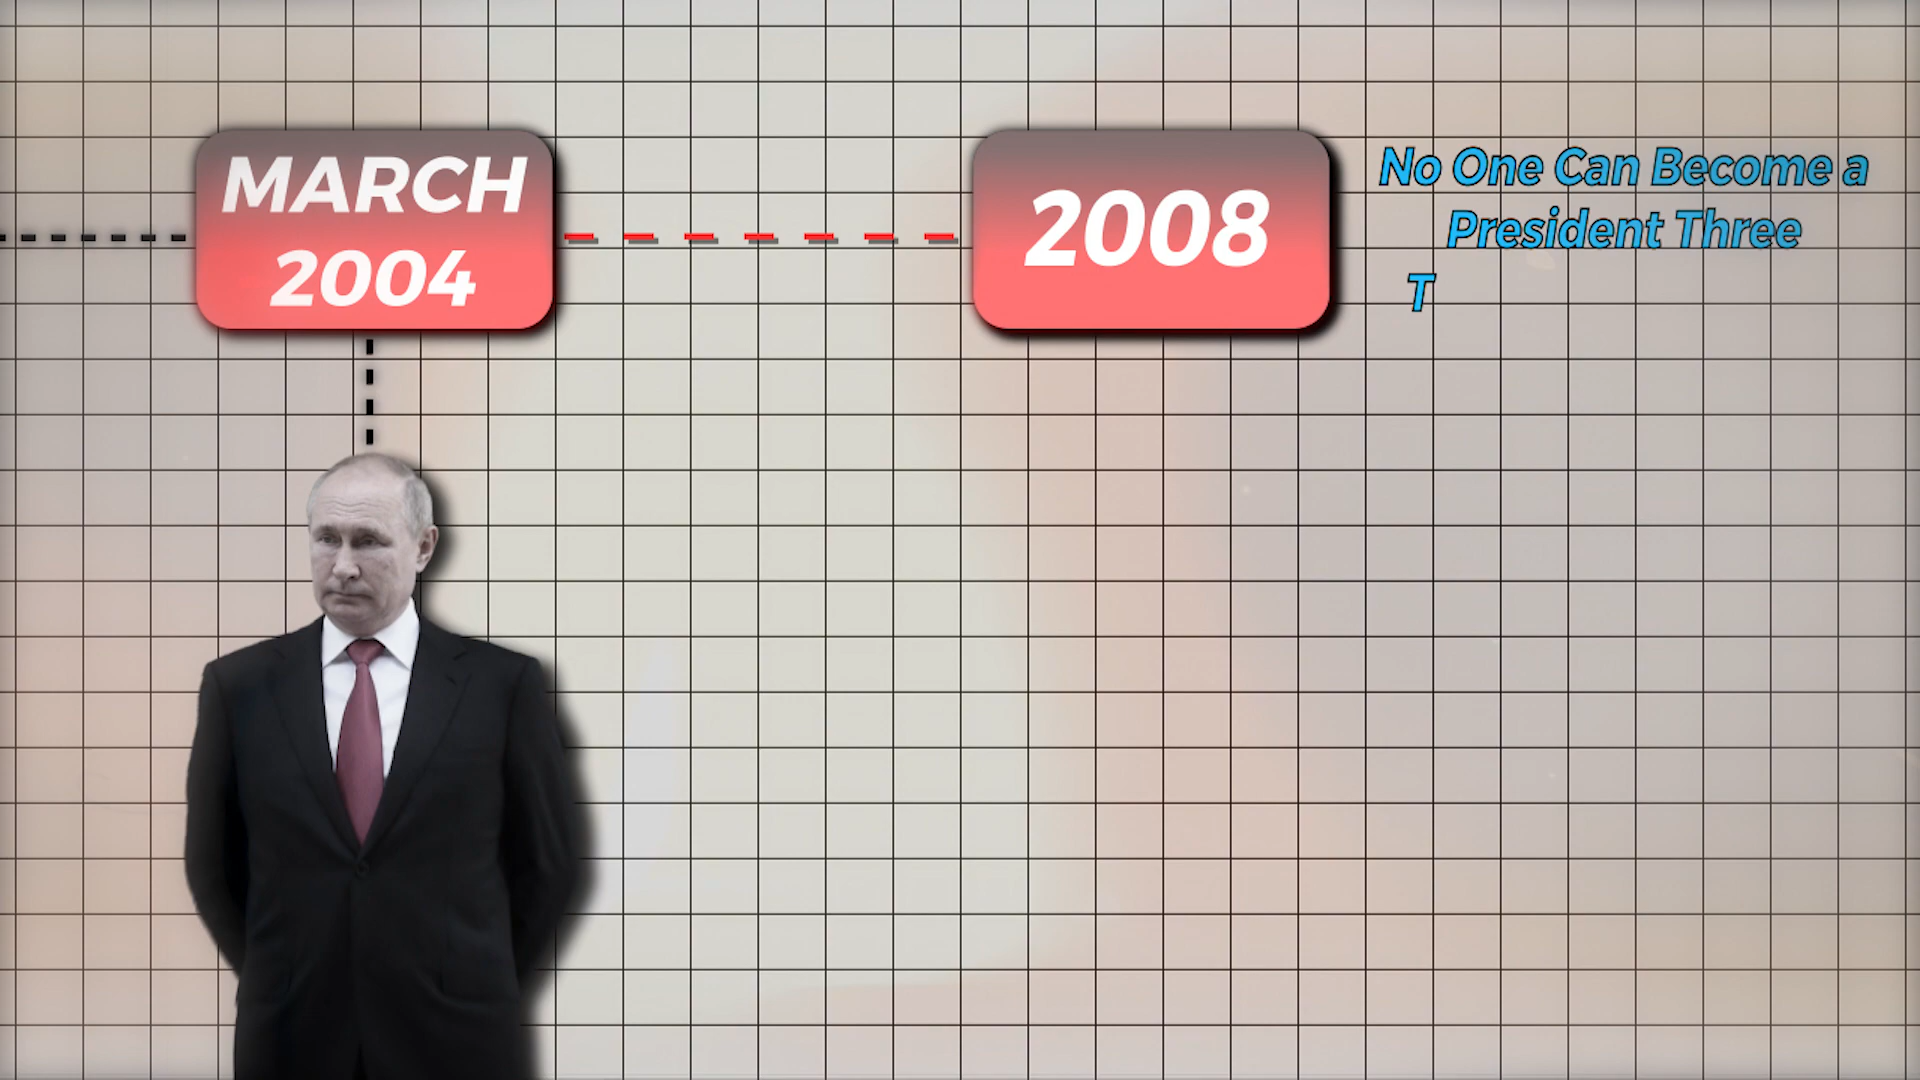 MARCH
2004
2008
No One Can Become a
President Three
T